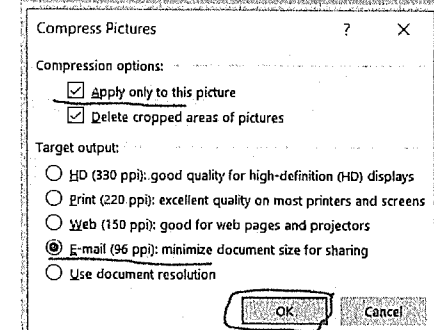 Compress Pictures ? ×
Compression options:
Apply only to this picture
Delete cropped areas of pictures
Target output:
HD (330 ppi): good quality for high-definition (HD) displays
Print (220 ppi): excellent quality on most printers and screens
Web (150 ppi): good for web pages and projectors
E-mail (96 ppi): minimize document size for sharing
Use document resolution
OK Cancel